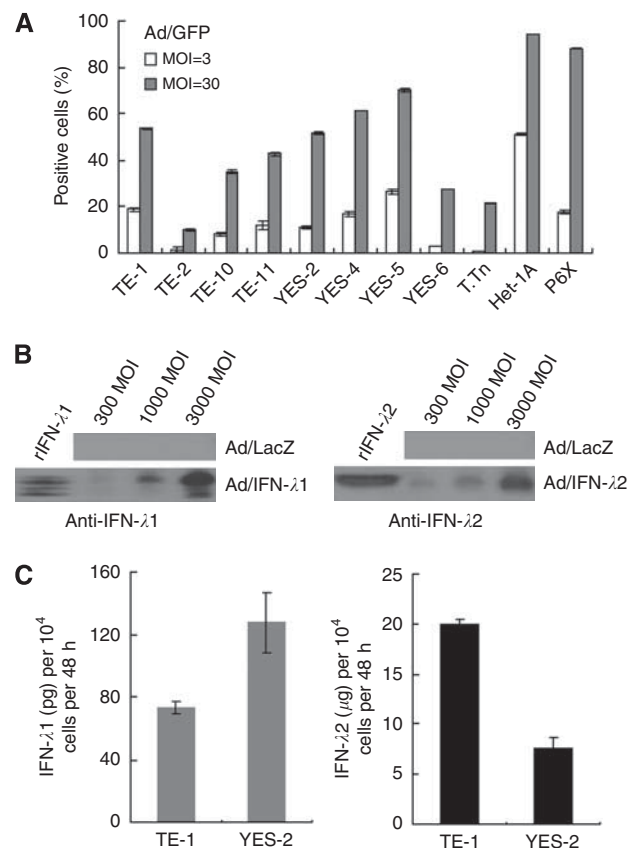 A
Ad/GFP
MOI=3
MOI=30
Positive cells (%)
100
80
60
40
20
0
TE-1
TE-2
TE-10
TE-11
YES-2
YES-4
YES-5
YES-6
T.Tn
Het-1A
P6X
B
rIFN-λ1
300 MOI
1000 MOI
3000 MOI
Ad/LacZ
Ad/IFN-λ1
Anti-IFN-λ1
rIFN-λ2
300 MOI
1000 MOI
3000 MOI
Ad/LacZ
Ad/IFN-λ2
Anti-IFN-λ2
C
IFN-λ1 (pg) per 10⁴
cells per 48 h
160
120
80
40
0
TE-1
YES-2
IFN-λ2 (μg) per 10⁴
cells per 48 h
25
20
15
10
5
0
TE-1
YES-2